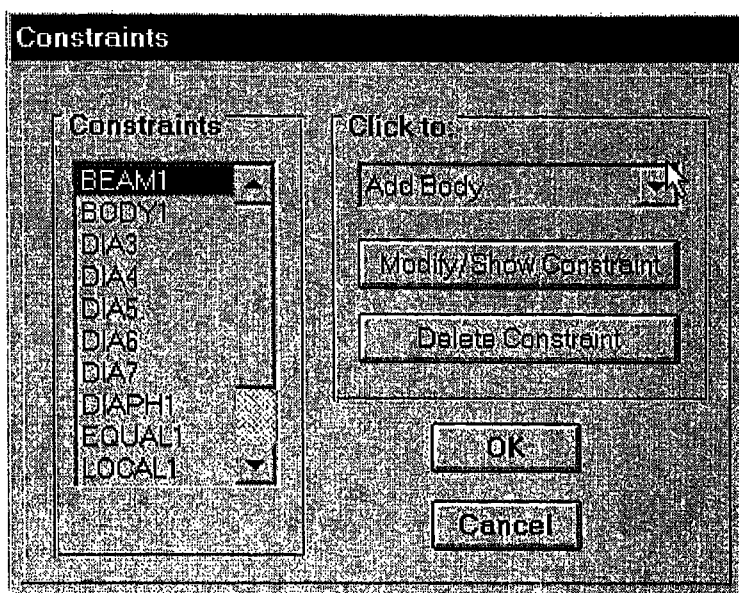 Constraints
Constraints
BEAM1
BODY1
DIA3
DIA4
DIA5
DIA6
DIA7
DIAPH1
EQUAL1
LOCAL1
Click to:
Add Body
Modify/Show Constraint
Delete Constraint
OK
Cancel